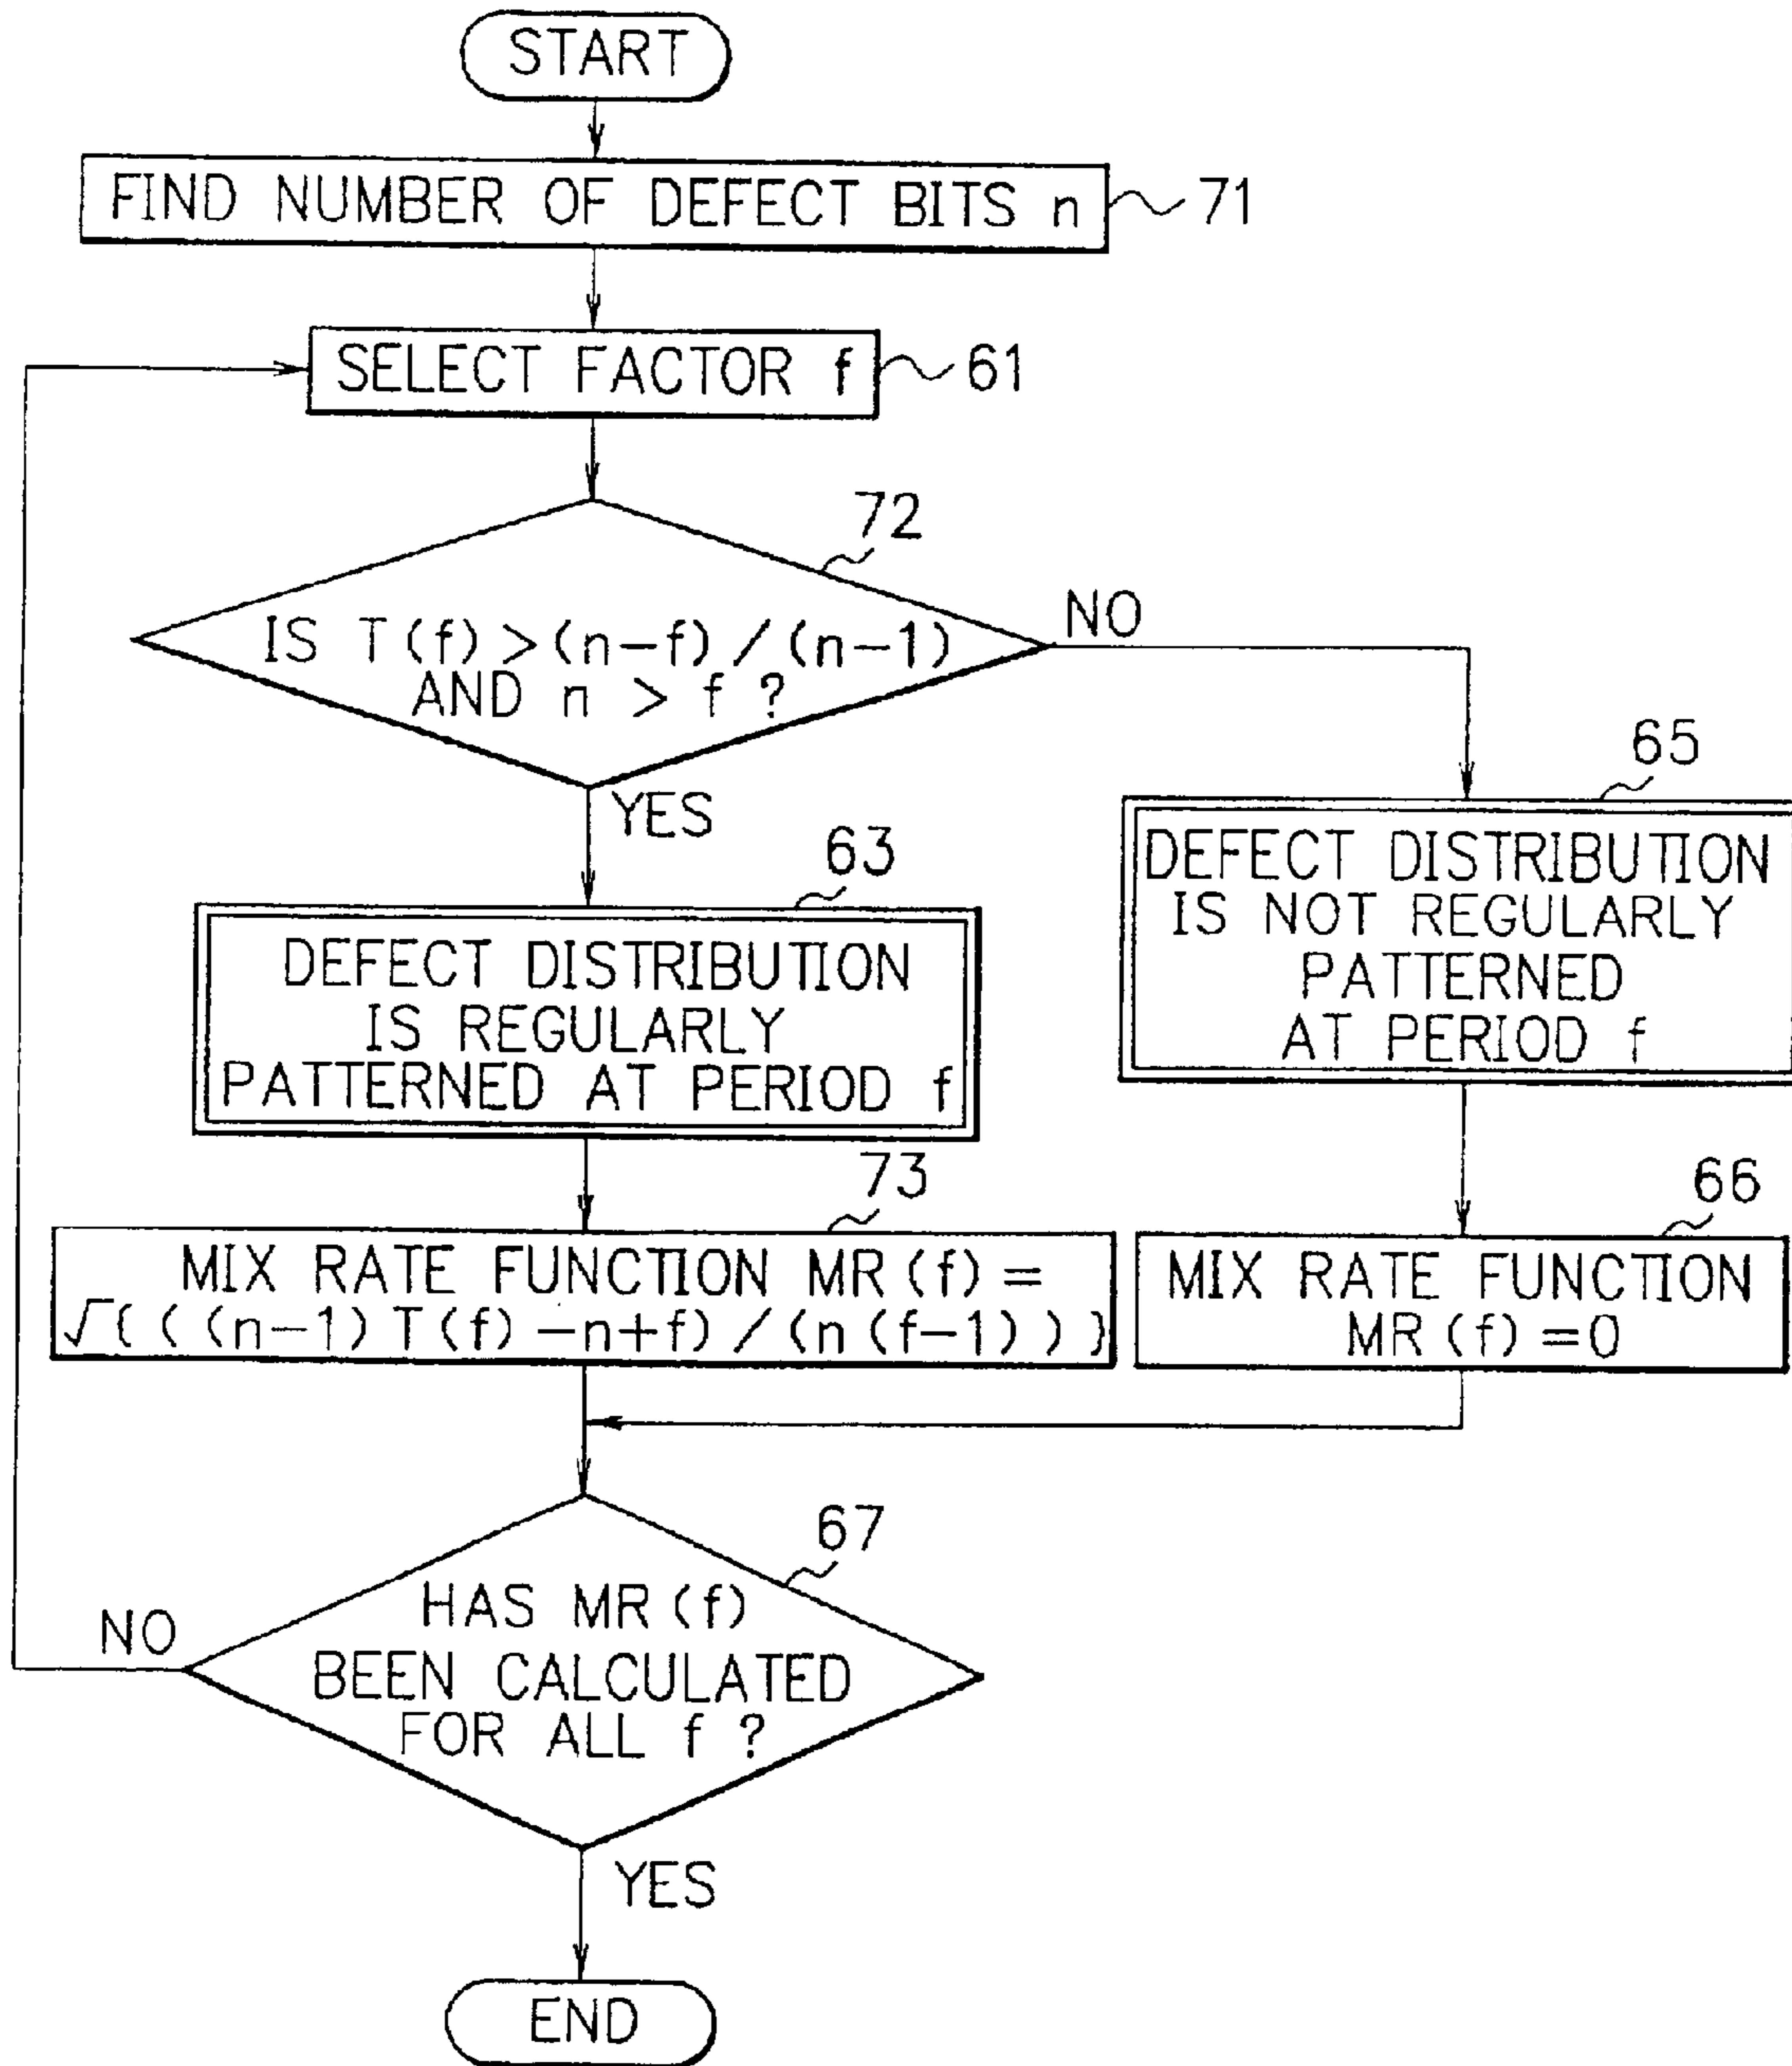 START
FIND NUMBER OF DEFECT BITS n
71
SELECT FACTOR f
61
72
IS T(f)>(n-f)/(n-1)
AND n > f ?
NO
YES
65
DEFECT DISTRIBUTION
IS NOT REGULARLY
PATTERNED
AT PERIOD f
63
DEFECT DISTRIBUTION
IS REGULARLY
PATTERNED AT PERIOD f
73
MIX RATE FUNCTION MR(f)=
√{(((n-1)T(f)-n+f)/(n(f-1))}
66
MIX RATE FUNCTION
MR(f)=0
67
HAS MR(f)
BEEN CALCULATED
FOR ALL f ?
NO
YES
END